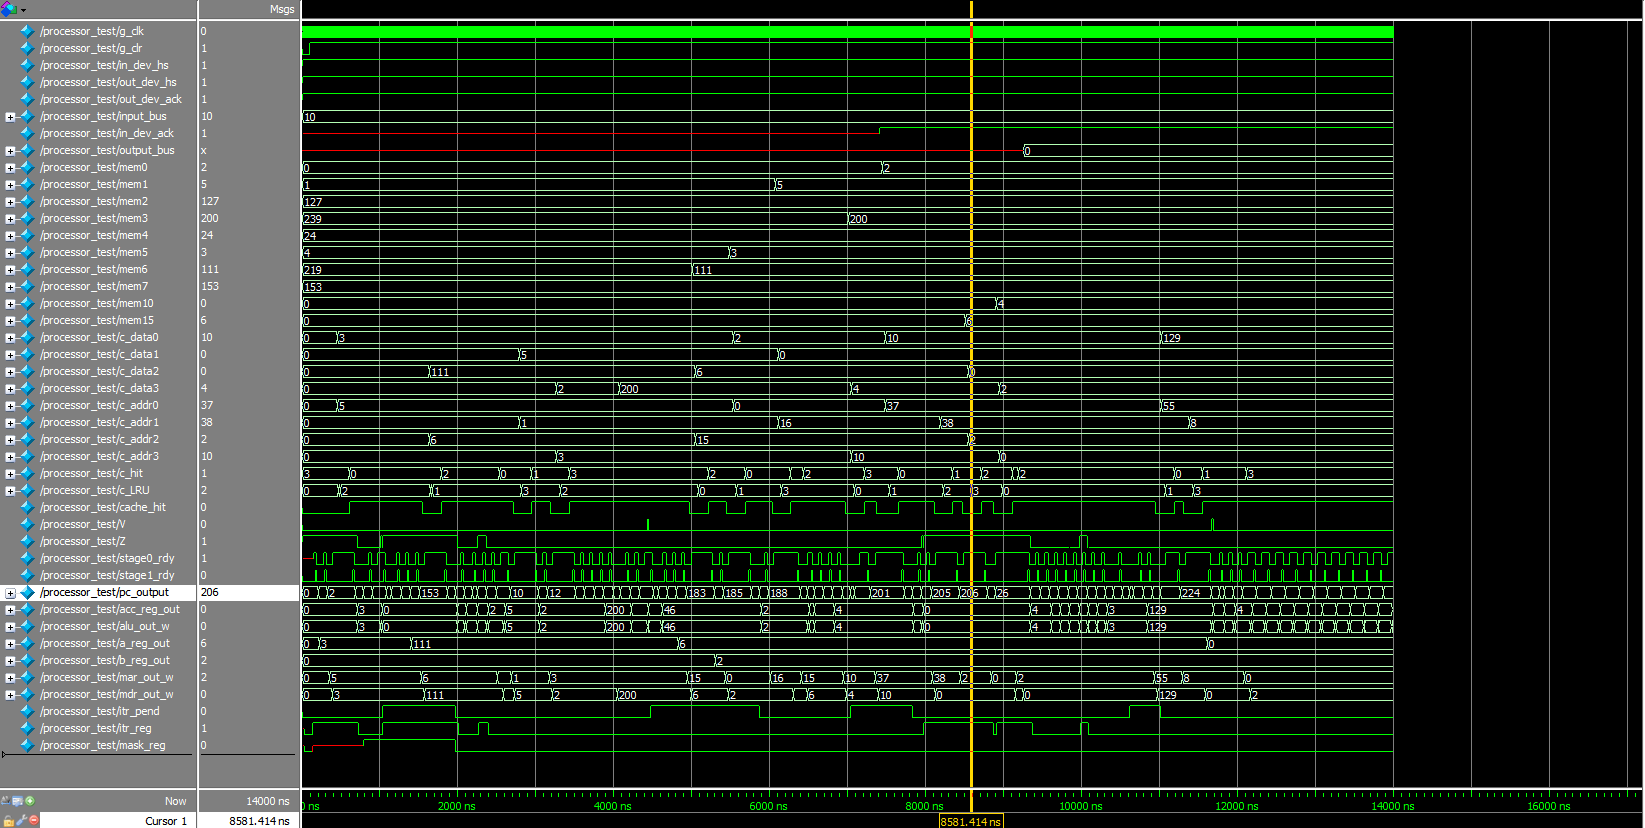 Msgs
/processor_test/g_clk 0
/processor_test/g_clr 1
/processor_test/in_dev_hs 1
/processor_test/out_dev_hs 1
/processor_test/out_dev_ack 1
/processor_test/input_bus 10 10
/processor_test/in_dev_ack 1
/processor_test/output_bus x 0
/processor_test/mem0 2 0 2
/processor_test/mem1 5 1 5
/processor_test/mem2 127 127
/processor_test/mem3 200 239 200
/processor_test/mem4 24 24
/processor_test/mem5 3 4 3
/processor_test/mem6 111 219 111
/processor_test/mem7 153 153
/processor_test/mem10 0 0 4
/processor_test/mem15 6 0 6
/processor_test/c_data0 10 0 3 2 10 129
/processor_test/c_data1 0 0 5 0
/processor_test/c_data2 0 0 111 6 0
/processor_test/c_data3 4 0 2 200 4 2
/processor_test/c_addr0 37 0 5 0 37 55
/processor_test/c_addr1 38 0 1 16 38 8
/processor_test/c_addr2 2 0 6 15 2
/processor_test/c_addr3 10 0 3 10 0
/processor_test/c_hit 1 3 0 2 0 1 3 2 0 2 3 0 1 2 2 0 1 3
/processor_test/c_LRU 2 0 2 1 3 2 0 1 3 0 1 2 3 0 1 3
/processor_test/cache_hit 0
/processor_test/V 0
/processor_test/Z 1
/processor_test/stage0_rdy 1
/processor_test/stage1_rdy 0
/processor_test/pc_output 206 0 2 153 10 12 183 185 188 201 205 206 26 224
/processor_test/acc_reg_out 0 0 3 0 2 5 2 200 46 2 4 0 4 3 129 4
/processor_test/alu_out_w 0 0 3 0 5 2 200 46 2 4 0 4 3 129
/processor_test/a_reg_out 6 0 3 111 6 0
/processor_test/b_reg_out 2 0 2
/processor_test/mar_out_w 2 0 5 6 1 3 15 0 16 15 10 37 38 2 0 2 55 8 0
/processor_test/mdr_out_w 0 0 3 111 5 2 200 6 2 6 4 10 0 0 129 0 2
/processor_test/itr_pend 0
/processor_test/itr_reg 1
/processor_test/mask_reg 0
Now 14000 ns 0 ns 2000 ns 4000 ns 6000 ns 8000 ns 10000 ns 12000 ns 14000 ns 16000 ns
Cursor 1 8581.414 ns 8581.414 ns